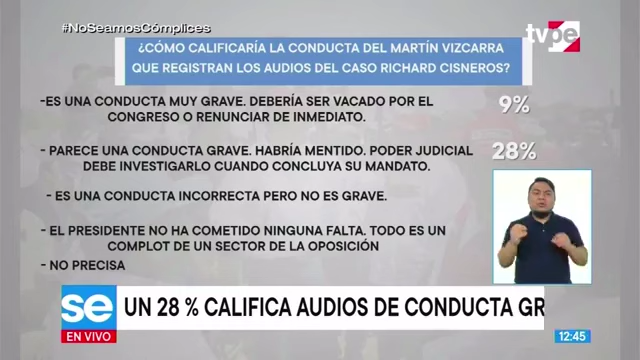 #NoSeamosCómplices
tvpe
¿CÓMO CALIFICARÍA LA CONDUCTA DEL MARTÍN VIZCARRA
QUE REGISTRAN LOS AUDIOS DEL CASO RICHARD CISNEROS?
-ES UNA CONDUCTA MUY GRAVE. DEBERÍA SER VACADO POR EL
CONGRESO O RENUNCIAR DE INMEDIATO.
9%
-PARECE UNA CONDUCTA GRAVE. HABRÍA MENTIDO. PODER JUDICIAL
DEBE INVESTIGARLO CUANDO CONCLUYA SU MANDATO.
28%
- ES UNA CONDUCTA INCORRECTA PERO NO ES GRAVE.
- EL PRESIDENTE NO HA COMETIDO NINGUNA FALTA. TODO ES UN
COMPLOT DE UN SECTOR DE LA OPOSICIÓN
- NO PRECISA
se
UN 28 % CALIFICA AUDIOS DE CONDUCTA GR
EN VIVO
12:45